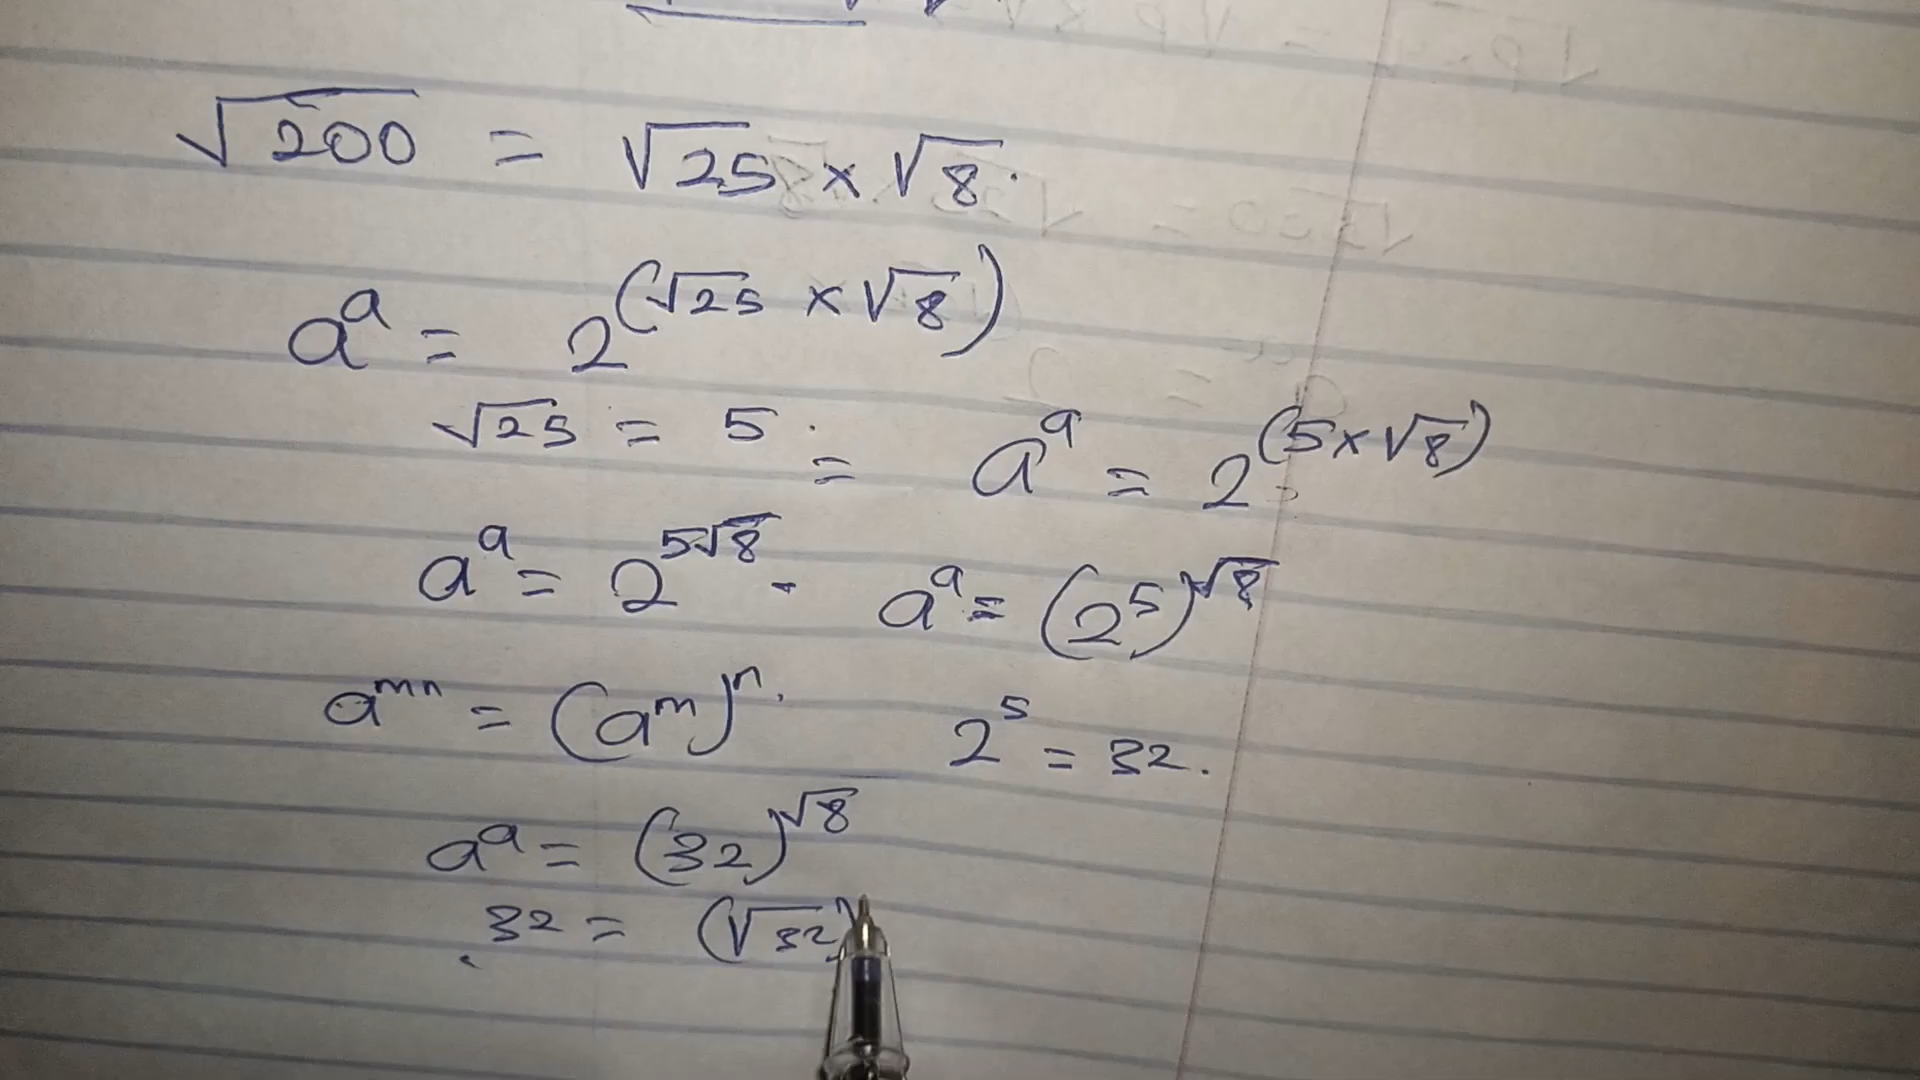 √200 = √25 × √8.
a^a = 2^(√25 × √8)
√25 = 5 . = a^a = 2^(5×√8)
a^a = 2^5√8 . a^a = (2^5)^√8
a^mn = (a^m)^n . 2^5 = 32.
a^a = (32)^√8
32 = (√32)